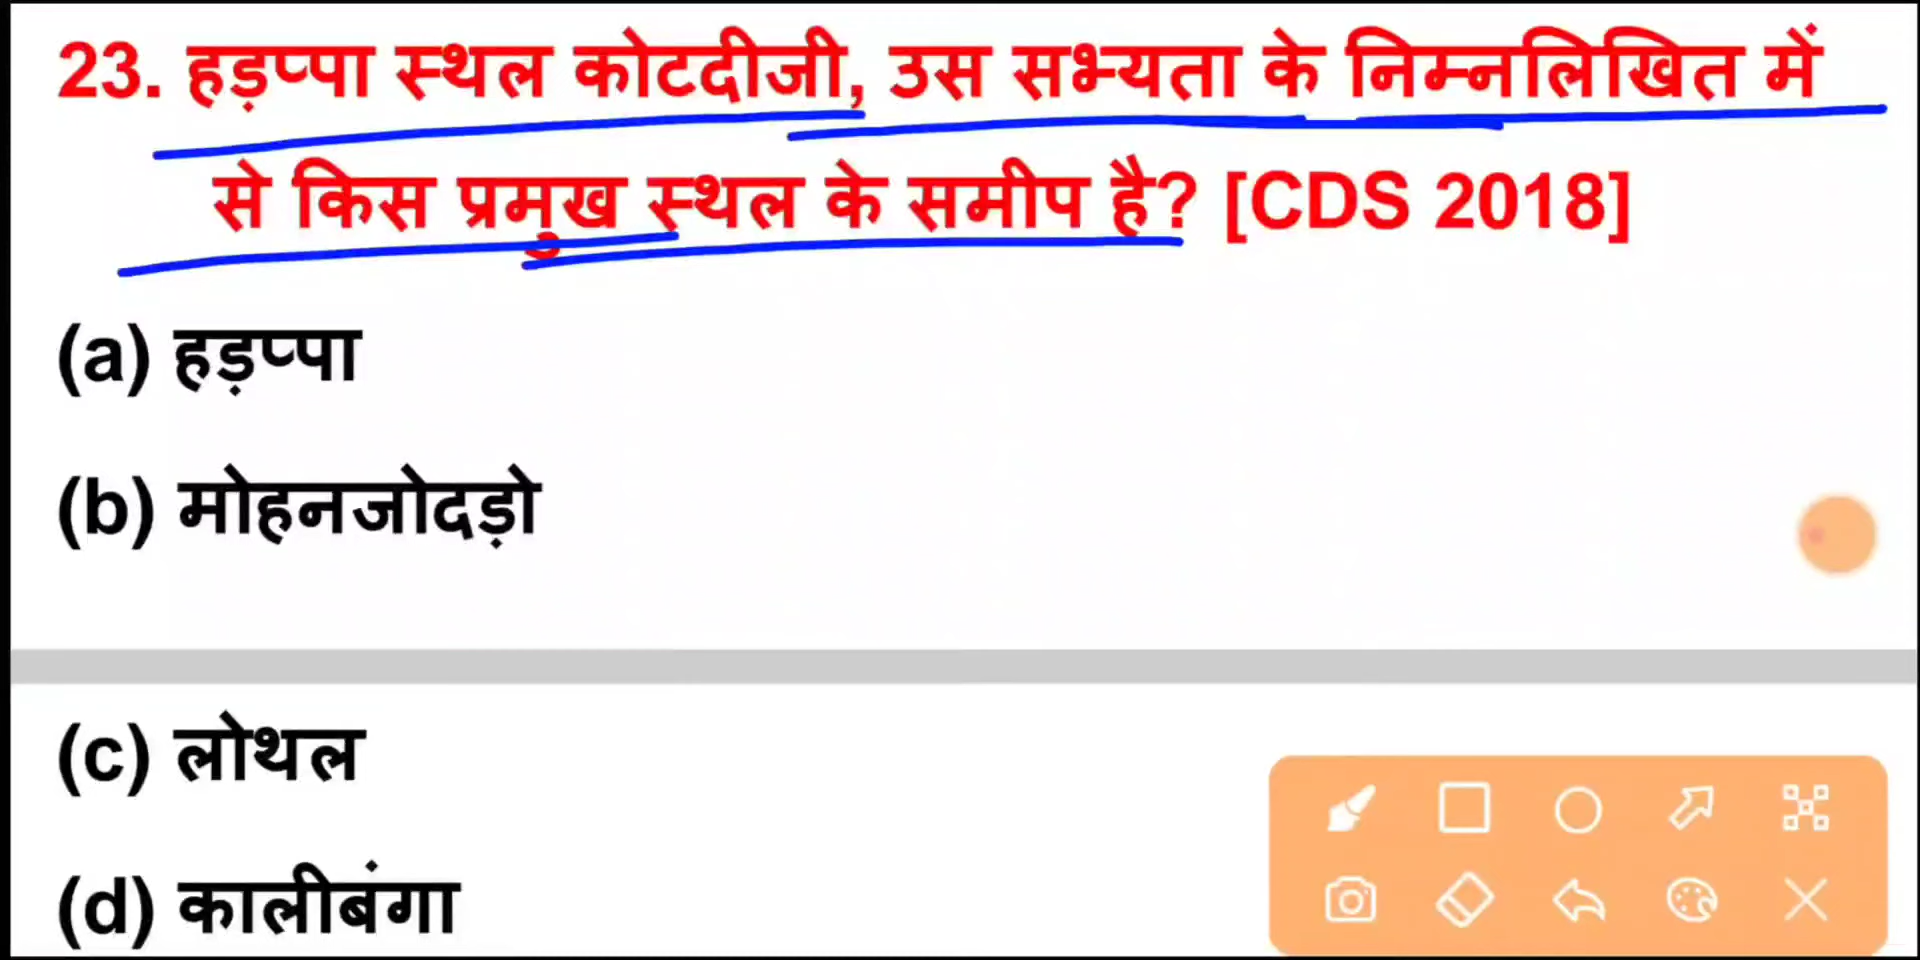 23. हड़प्पा स्थल कोटदीजी, उस सभ्यता के निम्नलिखित में
से किस प्रमुख स्थल के समीप है? [CDS 2018]
(a) हड़प्पा
(b) मोहनजोदड़ो
(c) लोथल
(d) कालीबंगा